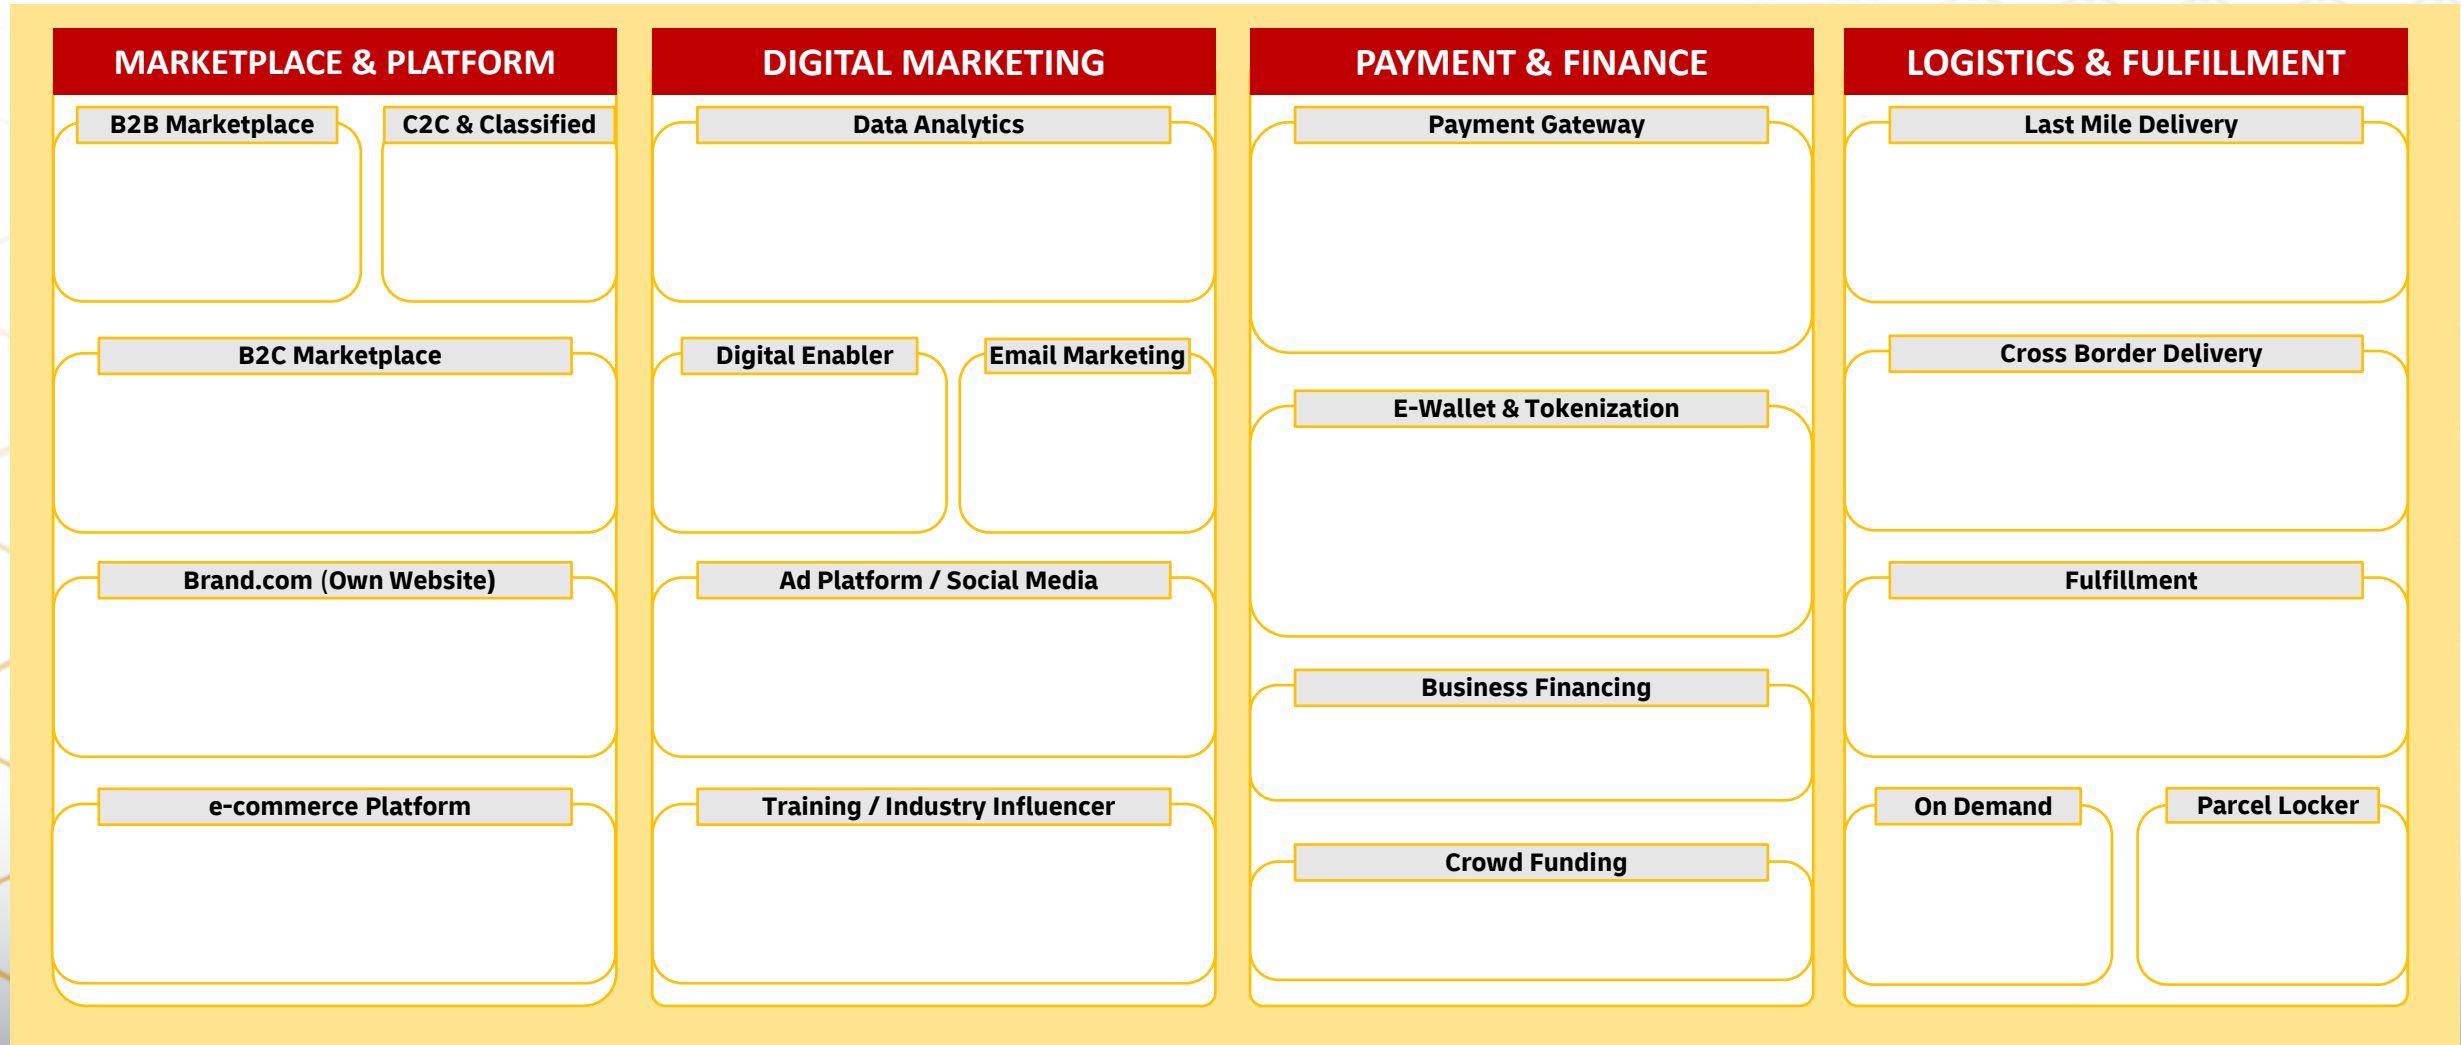 MARKETPLACE & PLATFORM
B2B Marketplace
C2C & Classified
B2C Marketplace
Brand.com (Own Website)
e-commerce Platform
DIGITAL MARKETING
Data Analytics
Digital Enabler
Email Marketing
Ad Platform / Social Media
Training / Industry Influencer
PAYMENT & FINANCE
Payment Gateway
E-Wallet & Tokenization
Business Financing
Crowd Funding
LOGISTICS & FULFILLMENT
Last Mile Delivery
Cross Border Delivery
Fulfillment
On Demand
Parcel Locker